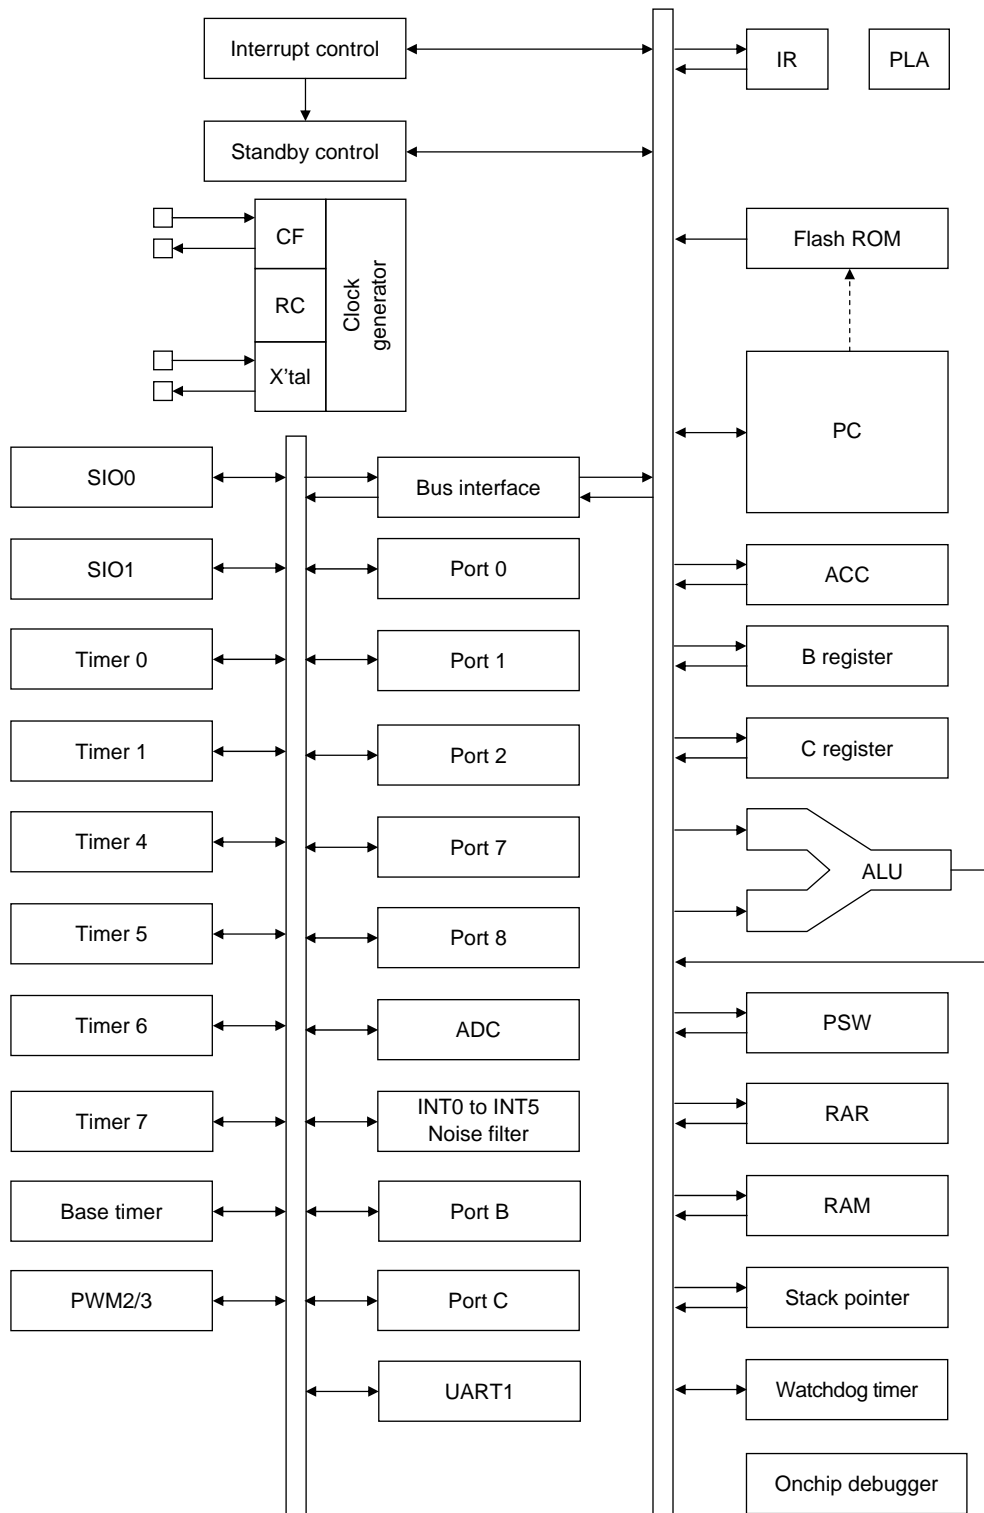 Interrupt control
IR
PLA
Standby control
CF
RC
X'tal
Clock
generator
Flash ROM
PC
SIO0
Bus interface
SIO1
Port 0
ACC
Timer 0
Port 1
B register
Timer 1
Port 2
C register
Timer 4
Port 7
ALU
Timer 5
Port 8
Timer 6
ADC
PSW
Timer 7
INT0 to INT5
Noise filter
RAR
Base timer
Port B
RAM
PWM2/3
Port C
Stack pointer
UART1
Watchdog timer
Onchip debugger